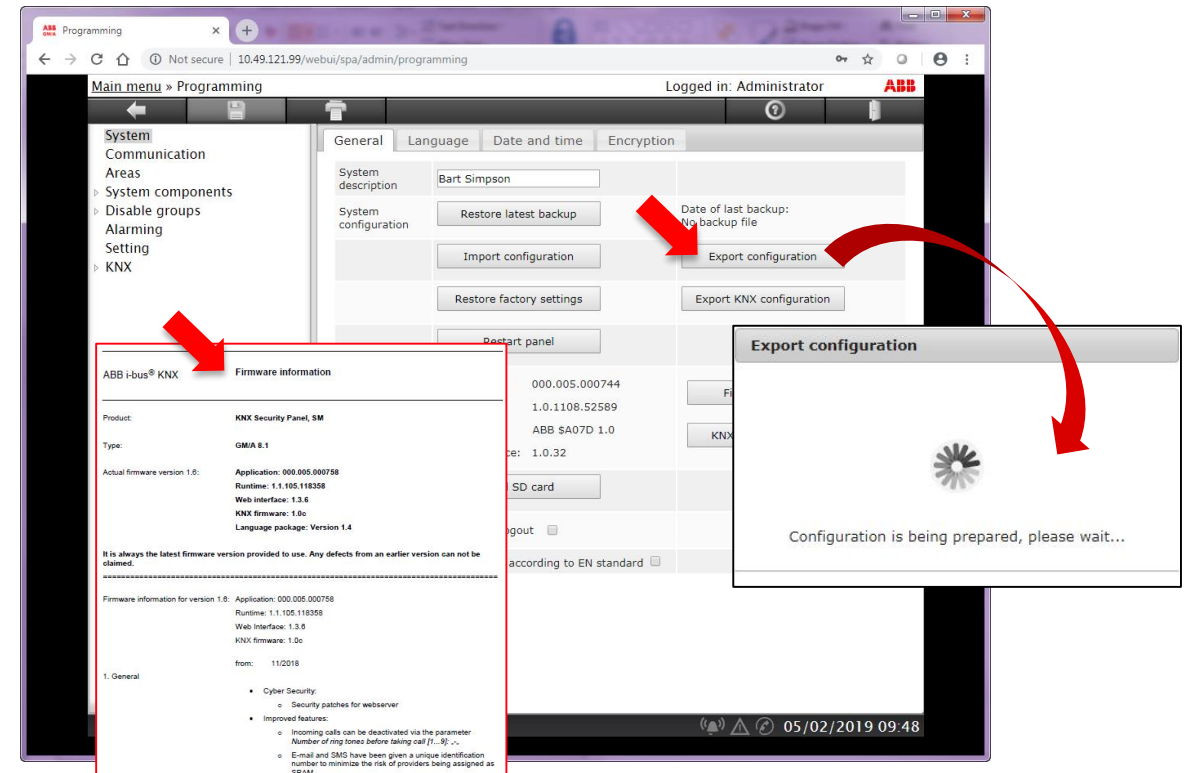 ABB
GM/A
Programming
Not secure | 10.49.121.99/webui/spa/admin/programming
Main menu » Programming
Logged in: Administrator
ABB
System
Communication
Areas
System components
Disable groups
Alarming
Setting
KNX
General Language Date and time Encryption
System
description
Bart Simpson
System
configuration
Restore latest backup
Date of last backup:
No backup file
Import configuration
Export configuration
Restore factory settings
Export KNX configuration
Restart panel
000.005.000744
1.0.1108.52589
ABB $A07D 1.0
ce: 1.0.32
Fi
KNX
SD card
ogout
according to EN standard
05/02/2019 09:48
ABB i-bus® KNX
Firmware information
Product:
KNX Security Panel, SM
Type:
GM/A 8.1
Actual firmware version 1.6:
Application: 000.005.000758
Runtime: 1.1.105.118358
Web interface: 1.3.6
KNX firmware: 1.0c
Language package: Version 1.4
It is always the latest firmware version provided to use. Any defects from an earlier version can not be
claimed.
Firmware information for version 1.6: Application: 000.005.000758
Runtime: 1.1.105.118358
Web Interface: 1.3.6
KNX firmware: 1.0c
from: 11/2018
1. General
• Cyber Security:
o Security patches for webserver
• Improved features:
o Incoming calls can be deactivated via the parameter
Number of ring tones before taking call [1...9]: „-„
o E-mail and SMS have been given a unique identification
number to minimize the risk of providers being assigned as
SPAM
Export configuration
Configuration is being prepared, please wait...